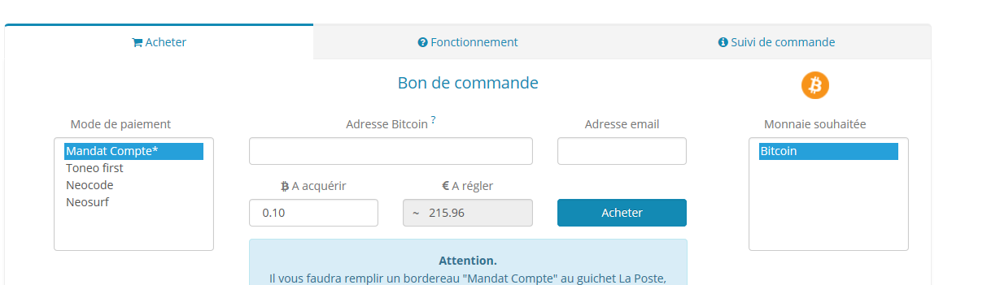 Acheter
Fonctionnement
Suivi de commande
Bon de commande
Mode de paiement
Adresse Bitcoin ?
Adresse email
Monnaie souhaitée
Mandat Compte*
Toneo first
Neocode
Neosurf
Bitcoin
₿ A acquérir
€ A régler
0.10
~ 215.96
Acheter
Attention.
Il vous faudra remplir un bordereau "Mandat Compte" au guichet La Poste,